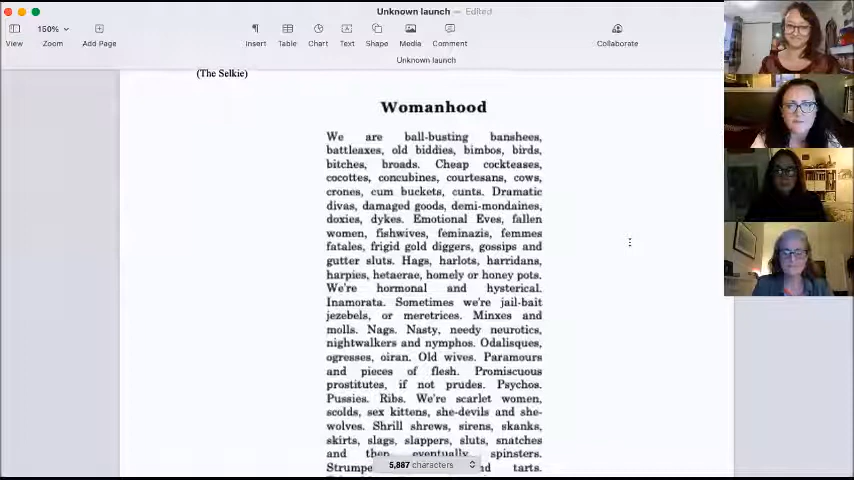 Unknown launch — Edited
150%
View
Zoom
Add Page
Insert
Table
Chart
Text
Shape
Media
Comment
Collaborate
Unknown launch
(The Selkie)
Womanhood
We are ball-busting banshees,
battleaxes, old biddies, bimbos, birds,
bitches, broads. Cheap cockteases,
cocottes, concubines, courtesans, cows,
crones, cum buckets, cunts. Dramatic
divas, damaged goods, demi-mondaines,
doxies, dykes. Emotional Eves, fallen
women, fishwives, feminazis, femmes
fatales, frigid gold diggers, gossips and
gutter sluts. Hags, harlots, harridans,
harpies, hetaerae, homely or honey pots.
We're hormonal and hysterical.
Inamorata. Sometimes we're jail-bait
jezebels, or meretrices. Minxes and
molls. Nags. Nasty, needy neurotics,
nightwalkers and nymphos. Odalisques,
ogresses, oiran. Old wives. Paramours
and pieces of flesh. Promiscuous
prostitutes, if not prudes. Psychos.
Pussies. Ribs. We're scarlet women,
scolds, sex kittens, she-devils and she-
wolves. Shrill shrews, sirens, skanks,
skirts, slags, slappers, sluts, snatches
and then eventually spinsters.
tarts.
5,887 characters